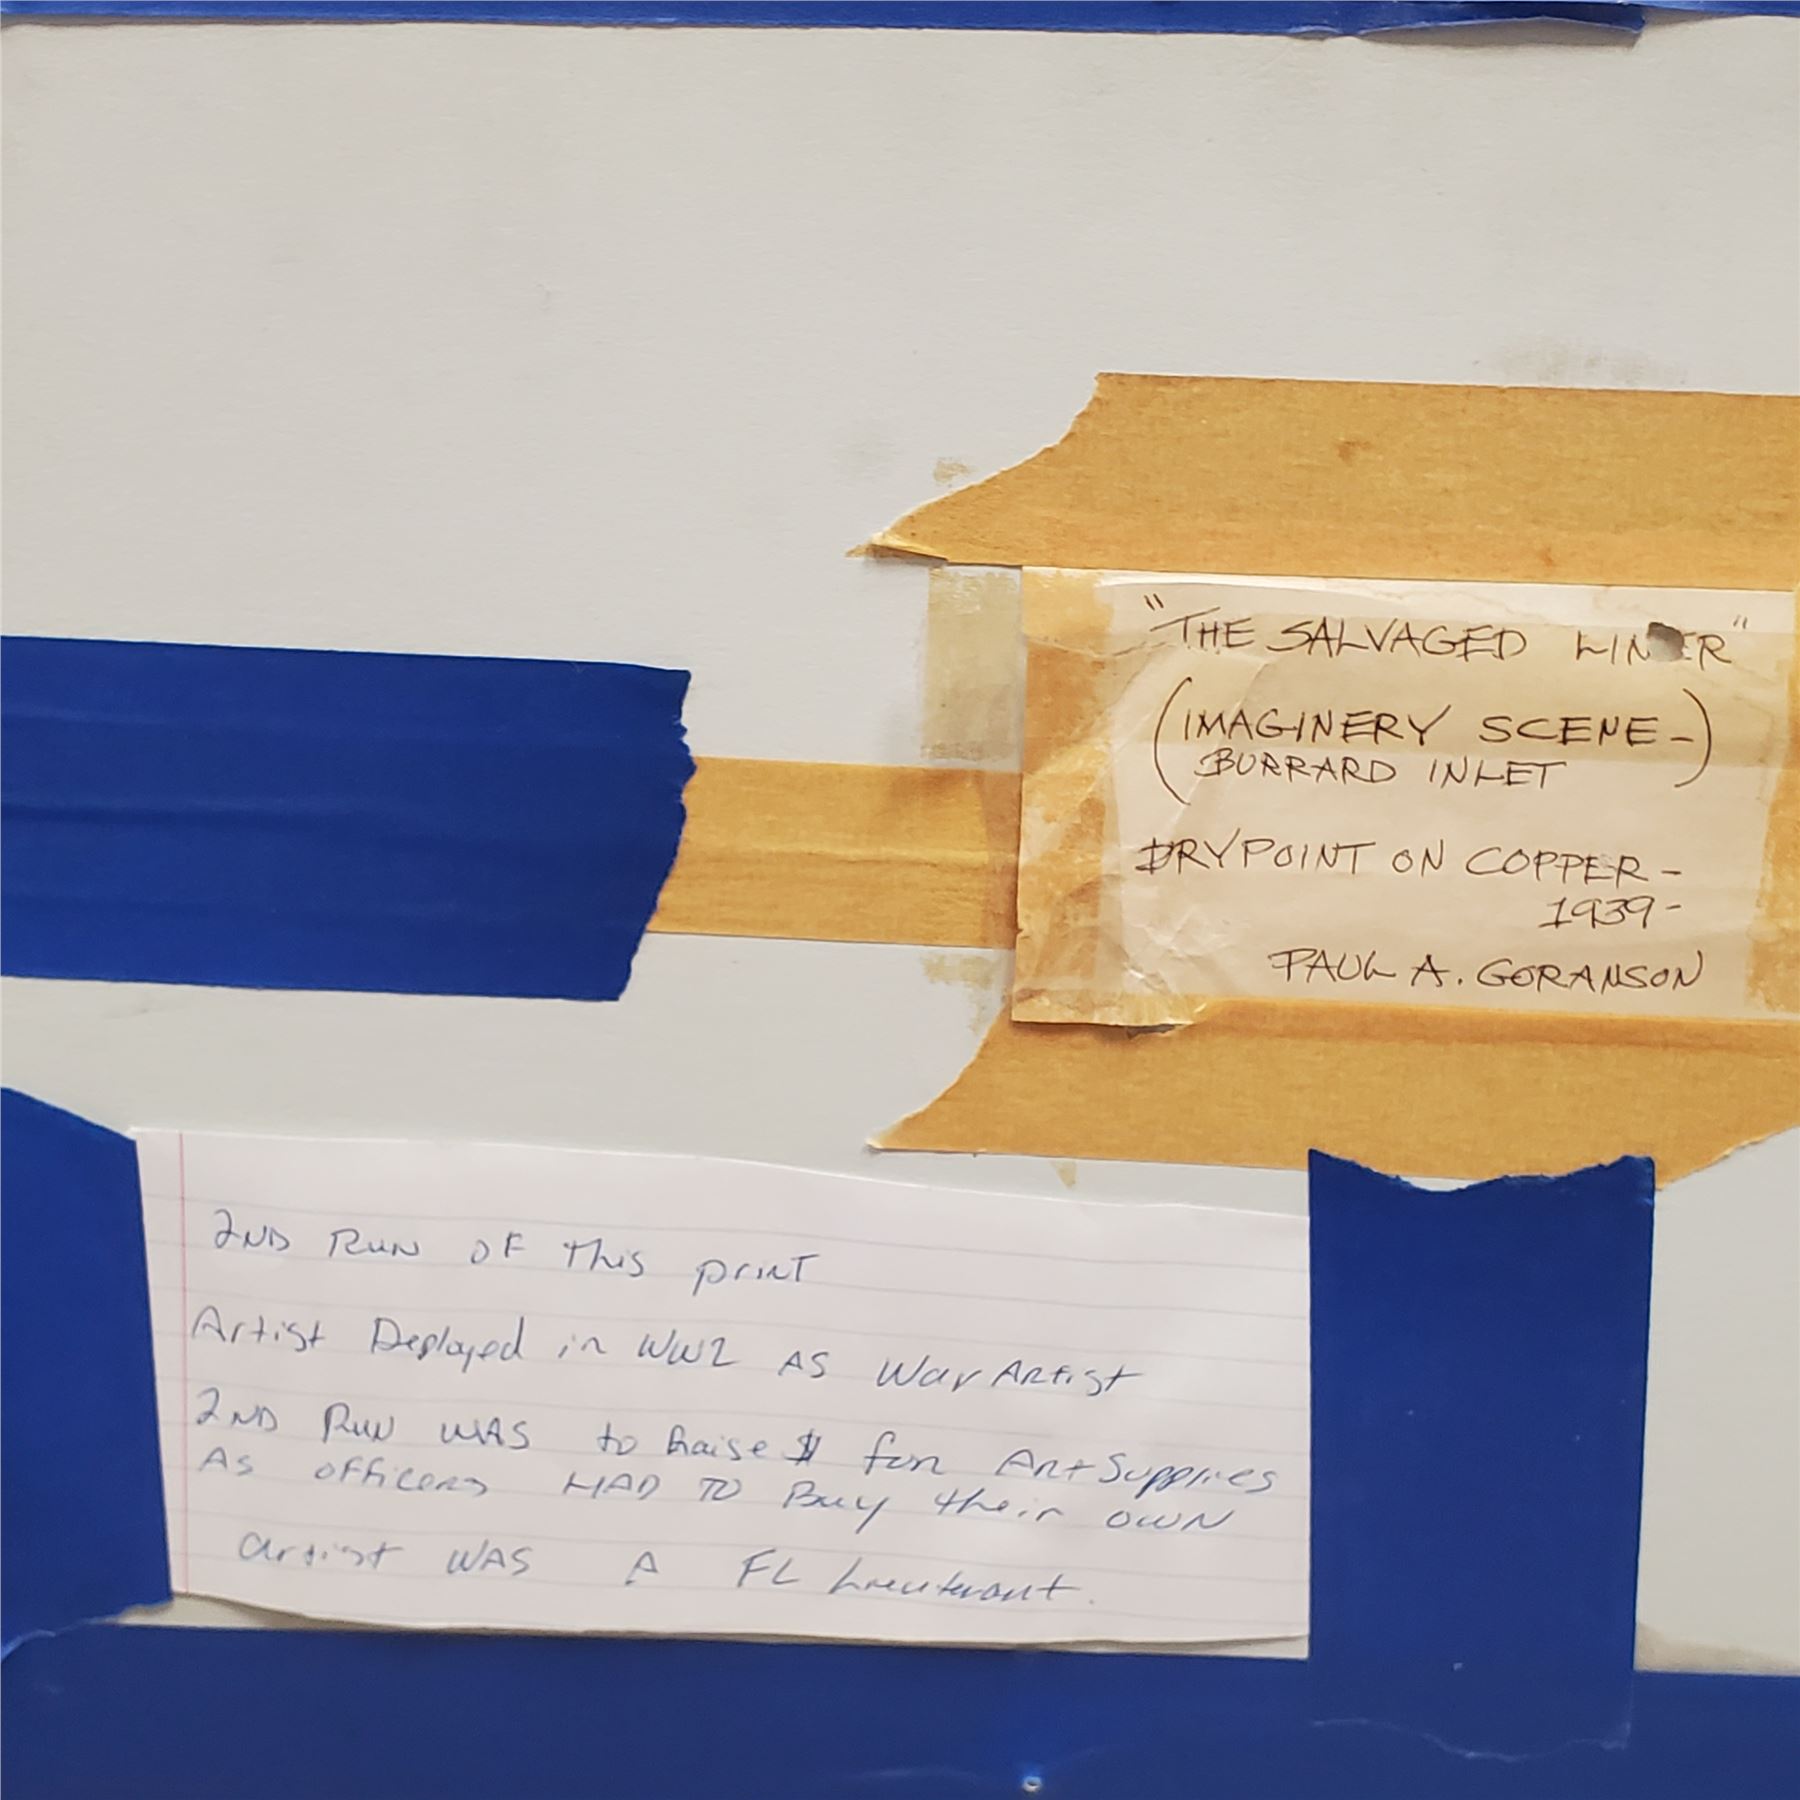 "THE SALVAGED LINER"
(IMAGINERY SCENE-)
BURRARD INLET
DRYPOINT ON COPPER-
1939-
PAUL A. GORANSON
2ND RUN OF this print
Artist Deployed in WW2 AS War Artist
2ND RUN WAS to Raise $ for Art Supplies
AS officers HAD TO Buy their OWN
artist WAS A FL Lieutenant.